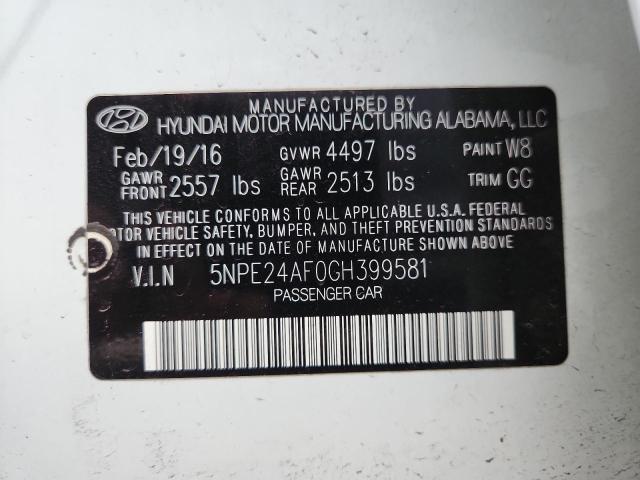 MANUFACTURED BY
HYUNDAI MOTOR MANUFACTURING ALABAMA, LLC
Feb/19/16 GVWR 4497 lbs PAINT W8
GAWR FRONT 2557 lbs GAWR REAR 2513 lbs TRIM GG
THIS VEHICLE CONFORMS TO ALL APPLICABLE U.S.A. FEDERAL
MOTOR VEHICLE SAFETY, BUMPER, AND THEFT PREVENTION STANDARDS
IN EFFECT ON THE DATE OF MANUFACTURE SHOWN ABOVE
V.I.N 5NPE24AF0GH399581
PASSENGER CAR